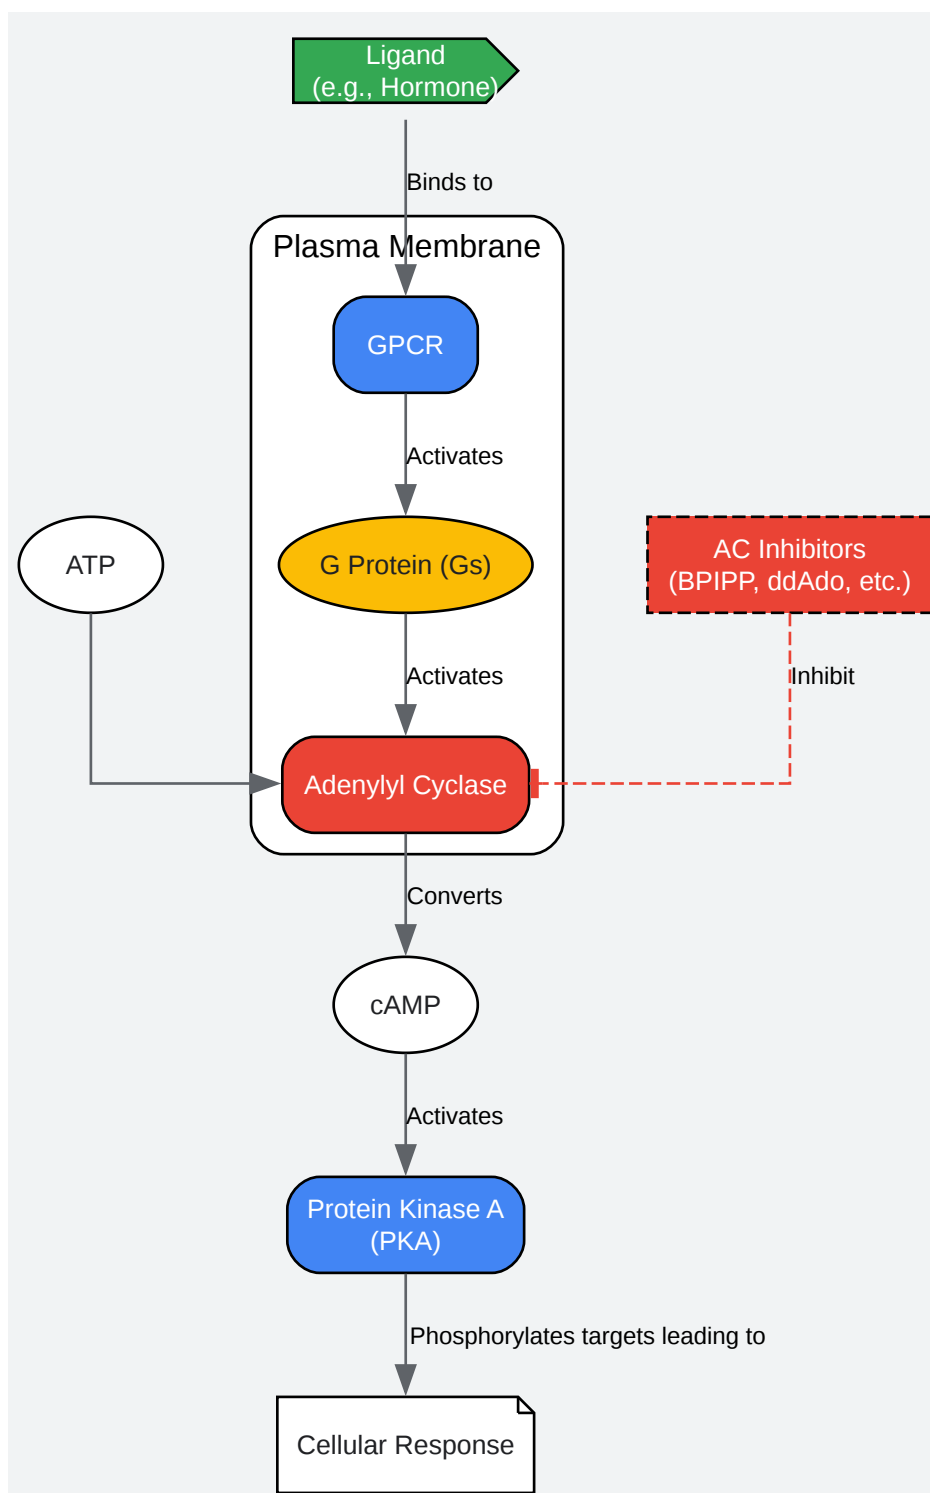 Ligand
(e.g., Hormone)
Binds to
Plasma Membrane
GPCR
Activates
ATP
G Protein (Gs)
AC Inhibitors
(BPIPP, ddAdo, etc.)
Activates
Inhibit
Adenylyl Cyclase
Converts
cAMP
Activates
Protein Kinase A
(PKA)
Phosphorylates targets leading to
Cellular Response